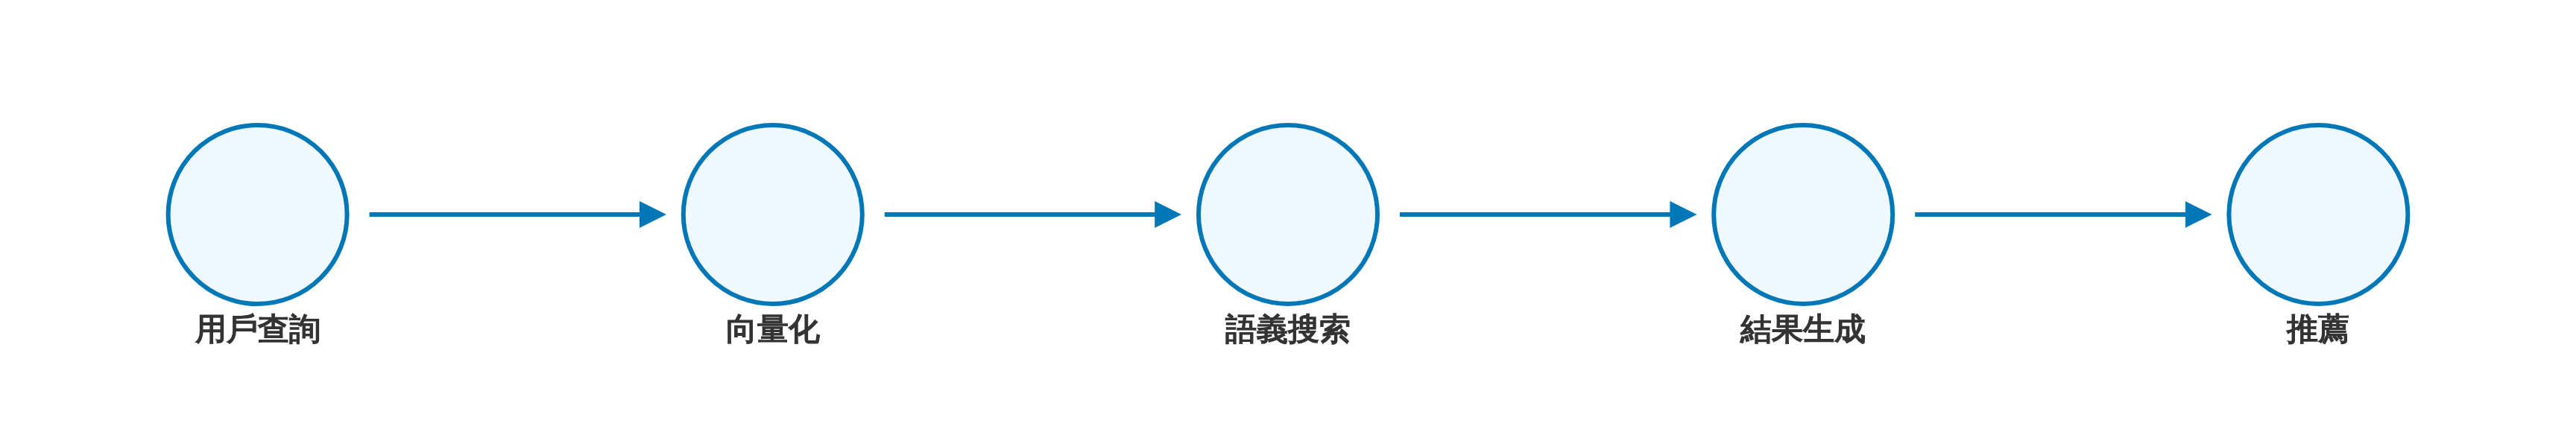 用戶查詢
向量化
語義搜索
結果生成
推薦